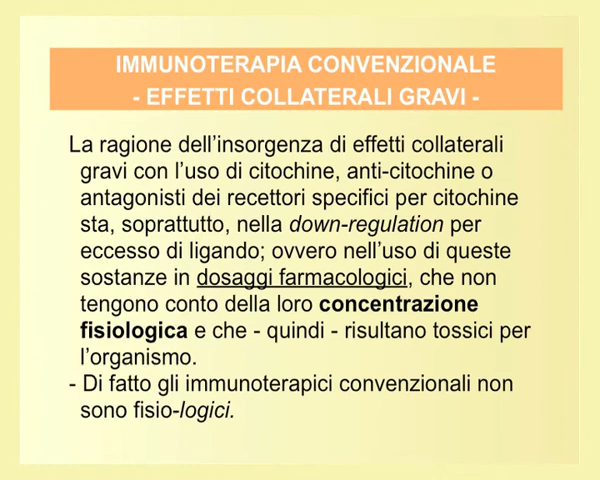 IMMUNOTERAPIA CONVENZIONALE
- EFFETTI COLLATERALI GRAVI -
La ragione dell’insorgenza di effetti collaterali
gravi con l’uso di citochine, anti-citochine o
antagonisti dei recettori specifici per citochine
sta, soprattutto, nella down-regulation per
eccesso di ligando; ovvero nell’uso di queste
sostanze in dosaggi farmacologici, che non
tengono conto della loro concentrazione
fisiologica e che - quindi - risultano tossici per
l’organismo.
- Di fatto gli immunoterapici convenzionali non
sono fisio-logici.